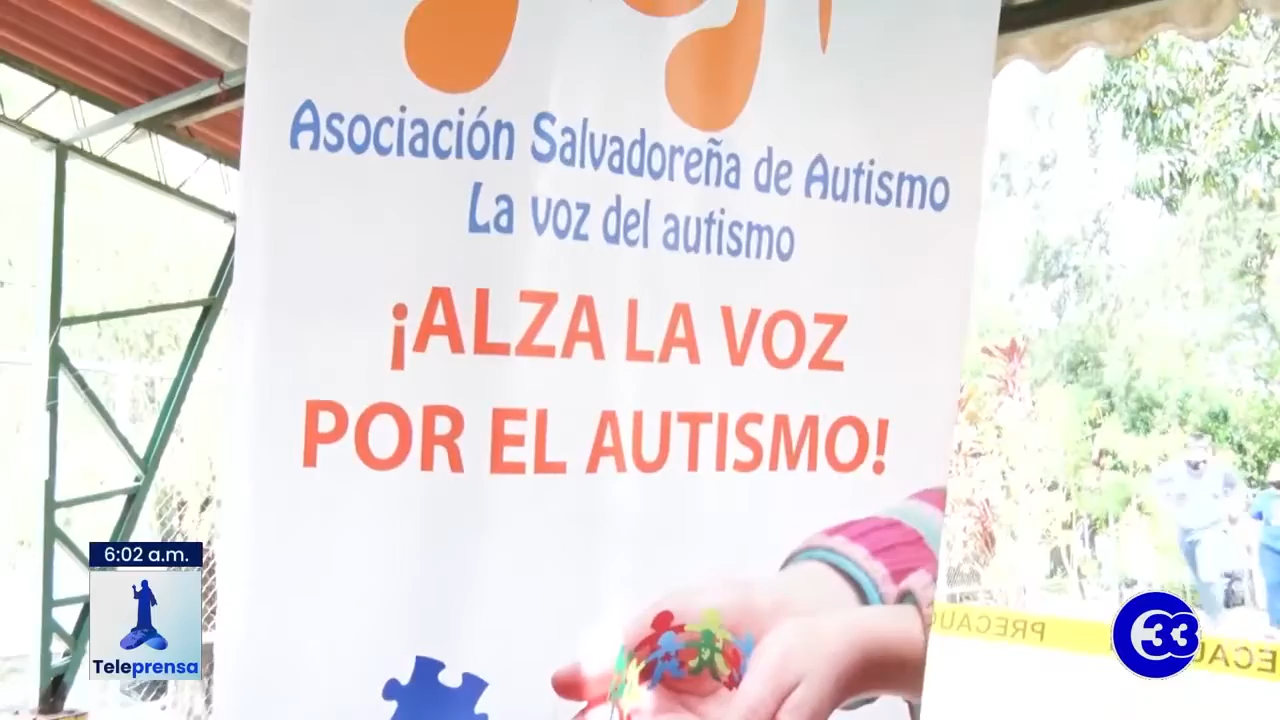 Asociación Salvadoreña de Autismo
La voz del autismo
¡ALZA LA VOZ
POR EL AUTISMO!
6:02 a.m.
Teleprensa
33
PRECAUC
ECAU